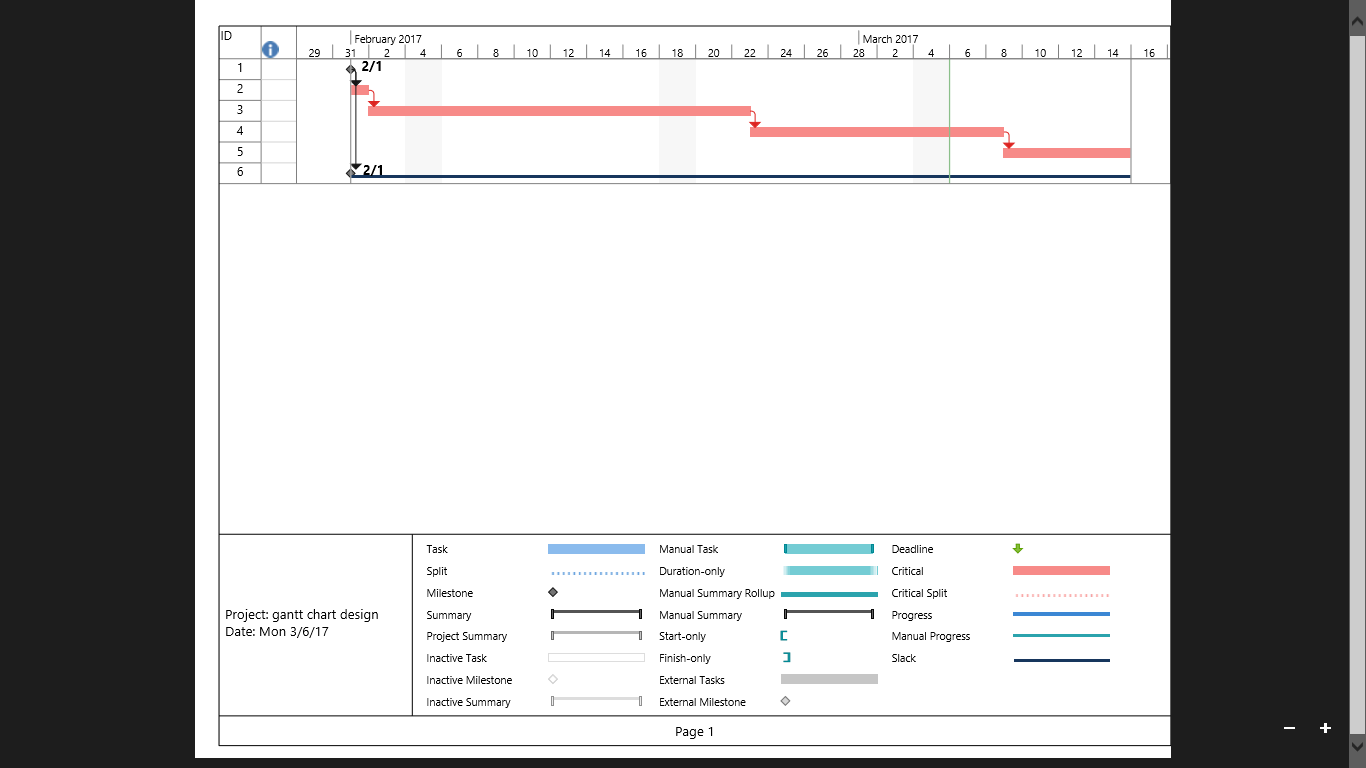 ID
February 2017
March 2017
29 31 2 4 6 8 10 12 14 16 18 20 22 24 26 28 2 4 6 8 10 12 14 16
1 2/1
2
3
4
5
6 2/1
Task Manual Task Deadline
Split Duration-only Critical
Milestone Manual Summary Rollup Critical Split
Summary Manual Summary Progress
Project Summary Start-only Manual Progress
Inactive Task Finish-only Slack
Inactive Milestone External Tasks
Inactive Summary External Milestone
Project: gantt chart design
Date: Mon 3/6/17
Page 1